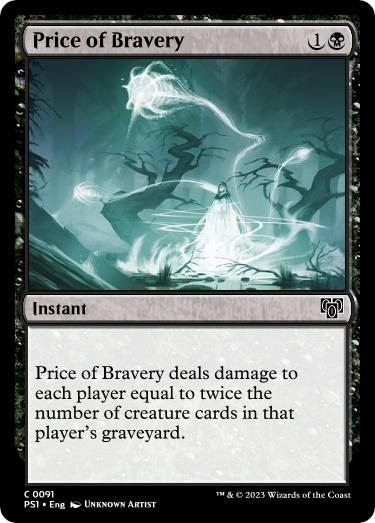 Price of Bravery 1
Instant
Price of Bravery deals damage to
each player equal to twice the
number of creature cards in that
player's graveyard.
C 0091
PS1 • Eng Unknown Artist
™ & © 2023 Wizards of the Coast